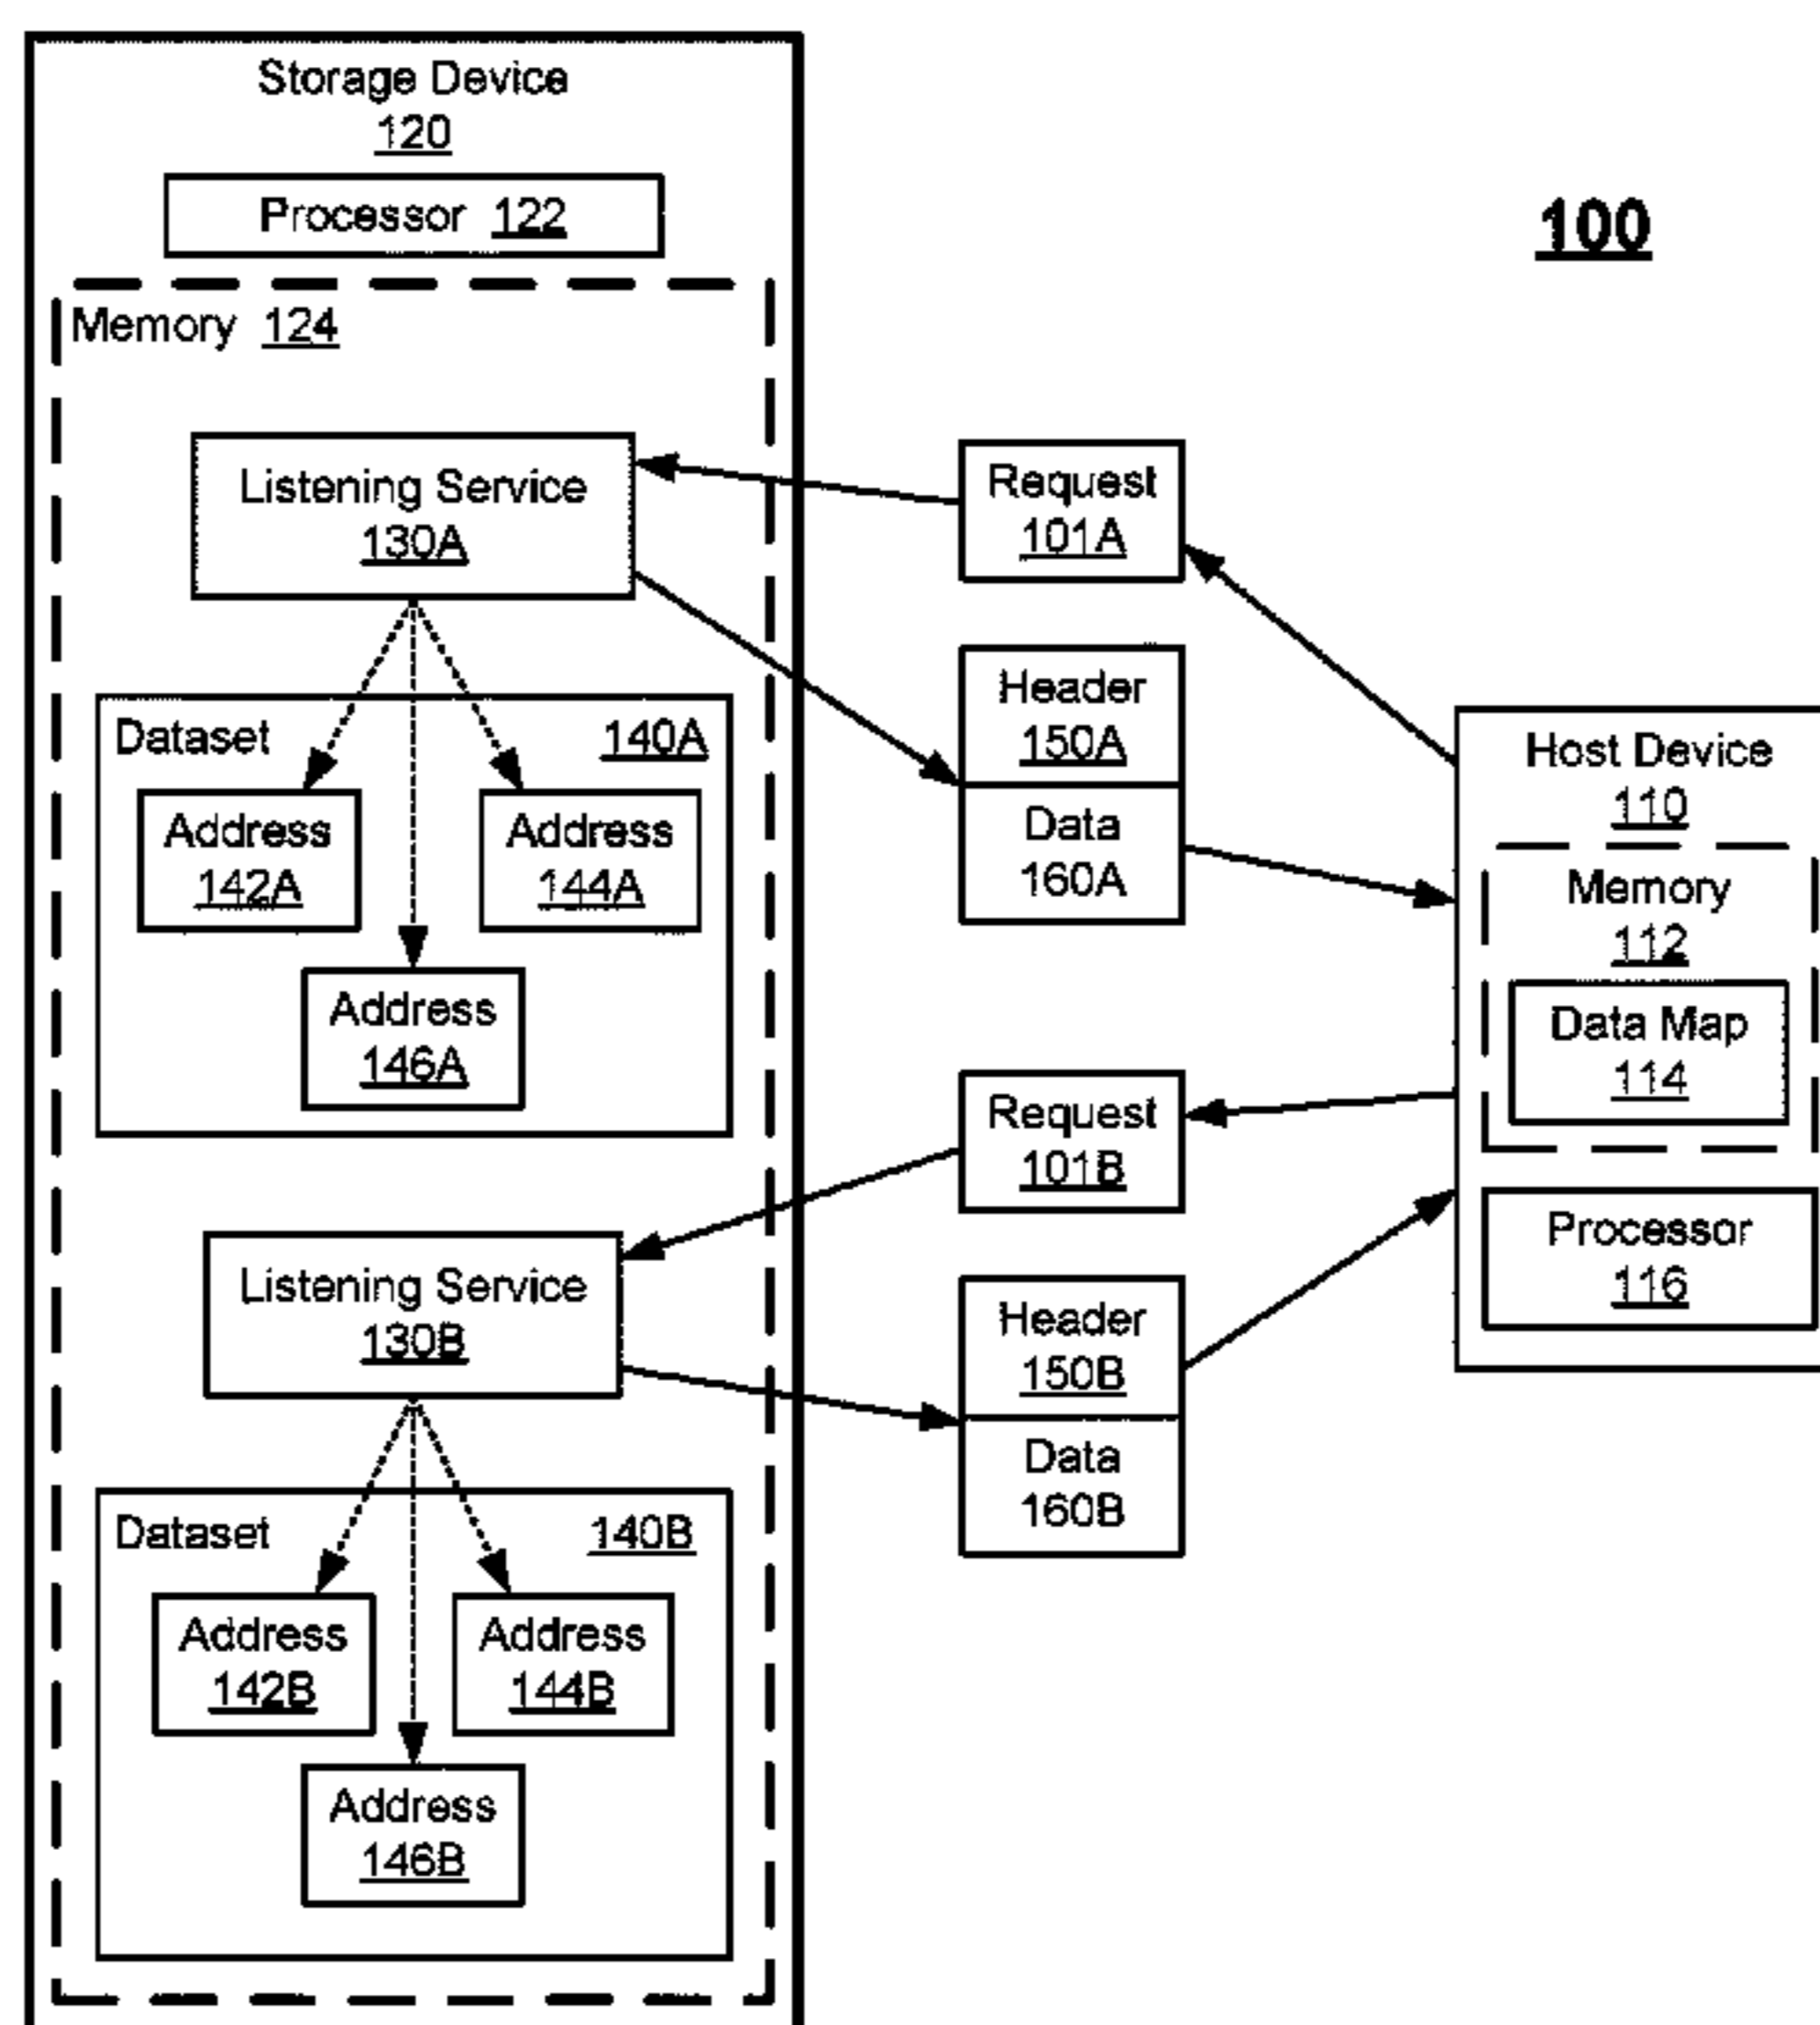 Storage Device
120
Processor 122
100
Memory 124
Listening Service
130A
Request
101A
Header
150A
Data
160A
Dataset 140A
Address
142A
Address
144A
Address
146A
Host Device
110
Memory
112
Data Map
114
Processor
116
Request
101B
Listening Service
130B
Header
150B
Data
160B
Dataset 140B
Address
142B
Address
144B
Address
146B